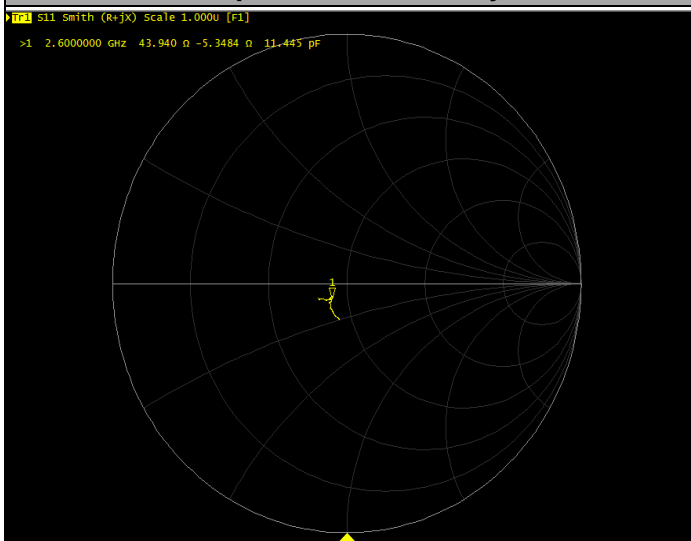 Tr1 S11 Smith (R+jX) Scale 1.000U [F1]
>1 2.6000000 GHz 43.940 Ω -5.3484 Ω 11.445 pF
1